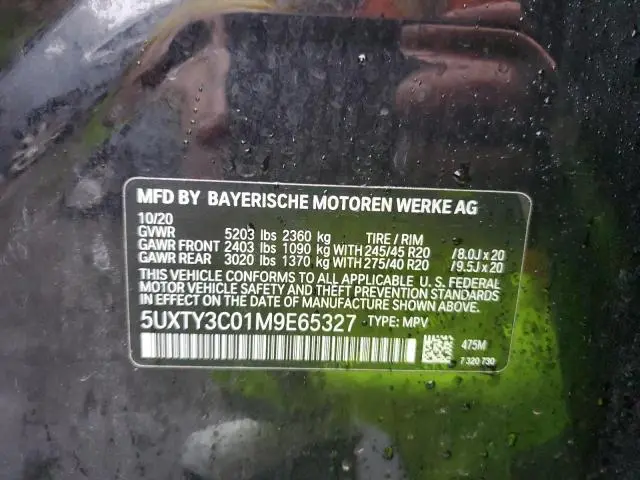 MFD BY BAYERISCHE MOTOREN WERKE AG
10/20
GVWR 5203 lbs 2360 kg TIRE / RIM
GAWR FRONT 2403 lbs 1090 kg WITH 245/45 R20 /8.0J x 20
GAWR REAR 3020 lbs 1370 kg WITH 275/40 R20 /9.5J x 20
THIS VEHICLE CONFORMS TO ALL APPLICABLE U. S. FEDERAL
MOTOR VEHICLE SAFETY AND THEFT PREVENTION STANDARDS
IN EFFECT ON THE DATE OF MANUFACTURE SHOWN ABOVE.
5UXTY3C01M9E65327 TYPE: MPV
475M
7 320 730